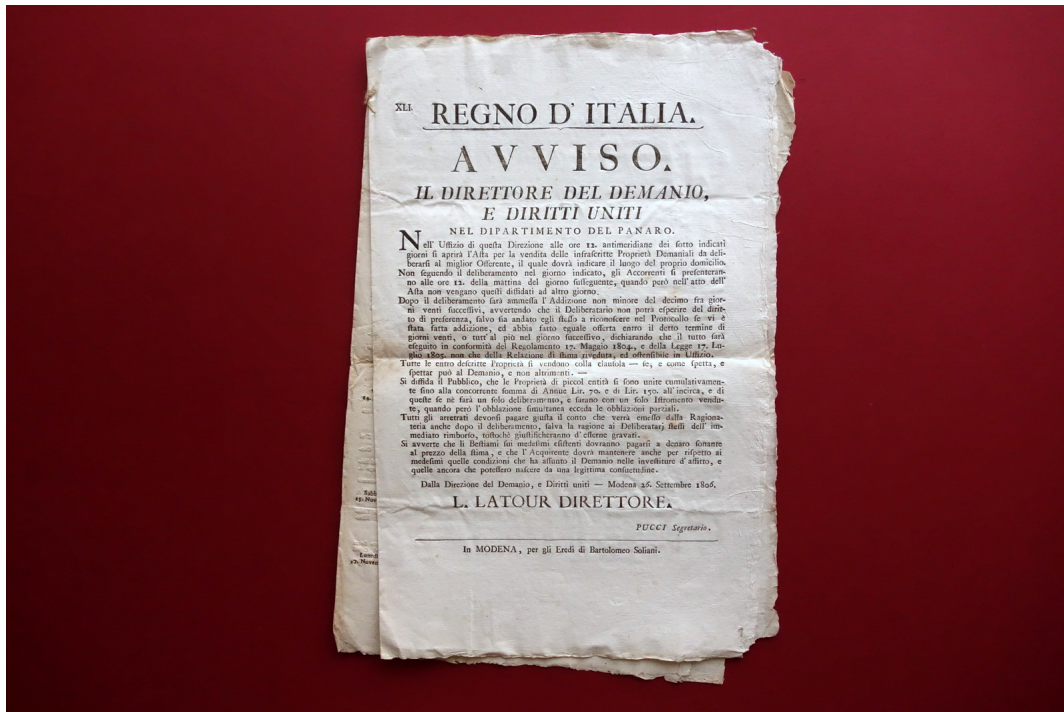 XLI. REGNO D' ITALIA.
AVVISO.
IL DIRETTORE DEL DEMANIO,
E DIRITTI UNITI
NEL DIPARTIMENTO DEL PANARO.
Nell' Uffizio di queſta Direzione alle ore 12. antimeridiane dei ſotto indicati
giorni ſi aprirà l'Aſta per la vendita delle infraſcritte Proprietà Demaniali da deli-
berarſi al miglior Offerente, il quale dovrà indicare il luogo del proprio domicilio.
Non ſeguendo il deliberamento nel giorno indicato, gli Accorrenti ſi preſenteran-
no alle ore 12. della mattina del giorno ſuſſeguente, quando però nell' atto dell'
Aſta non vengano queſti diffidati ad altro giorno.
Dopo il deliberamento ſarà ammeſſa l'Addizione non minore del decimo fra gior-
ni venti ſucceſſivi, avvertendo che il Deliberatario non potrà eſperire del dirit-
to di preferenza, ſalvo ſia andato egli ſteſſo a riconoſcere nel Protocollo ſe vi è
ſtata fatta addizione, ed abbia fatto eguale offerta entro il detto termine di
giorni venti, o tutt' al più nel giorno ſucceſſivo, dichiarando che il tutto ſarà
eſeguito in conformità del Regolamento 17. Maggio 1804., e della Legge 17. Lu-
glio 1805. non che della Relazione di ſtima riveduta, ed oſtenſibile in Uffizio.
Tutte le entro deſcritte Proprietà ſi vendono colla clauſola — ſe, e come ſpetta, e
ſpettar può al Demanio, e non altrimenti. —
Si diffida il Pubblico, che le Proprietà di piccol entità ſi ſono unite cumulativamen-
te ſino alla concorrente ſomma di Annue Lir. 70. e di Lir. 150. all'incirca, e di
queſte ſe nè farà un ſolo deliberamento, e ſarano con un ſolo Iſtromento vendu-
te, quando però l'obblazione ſimultanea ecceda le obblazioni parziali.
Tutti gli arretrati devonſi pagare giuſta il conto che verrà emeſſo dalla Ragiona-
teria anche dopo il deliberamento, ſalva la ragione ai Deliberatarj ſteſſi dell' im-
mediato rimborſo, toſtochè giuſtificheranno d'eſſerne gravati.
Si avverte che li Beſtiami ſui medeſimi eſiſtenti dovranno pagarſi a denaro ſonante
al prezzo della ſtima, e che l'Acquirente dovrà mantenere anche per riſpetto ai
medeſimi quelle condizioni che ha aſſunto il Demanio nelle inveſtiture d'affitto, e
quelle ancora che poteſſero naſcere da una legittima conſuetudine.
Dalla Direzione del Demanio, e Diritti uniti — Modena 26. Settembre 1806.
L. LATOUR DIRETTORE.
PUCCI Segretario.
In MODENA, per gli Eredi di Bartolomeo Soliani.
15. Nov
17. Novem